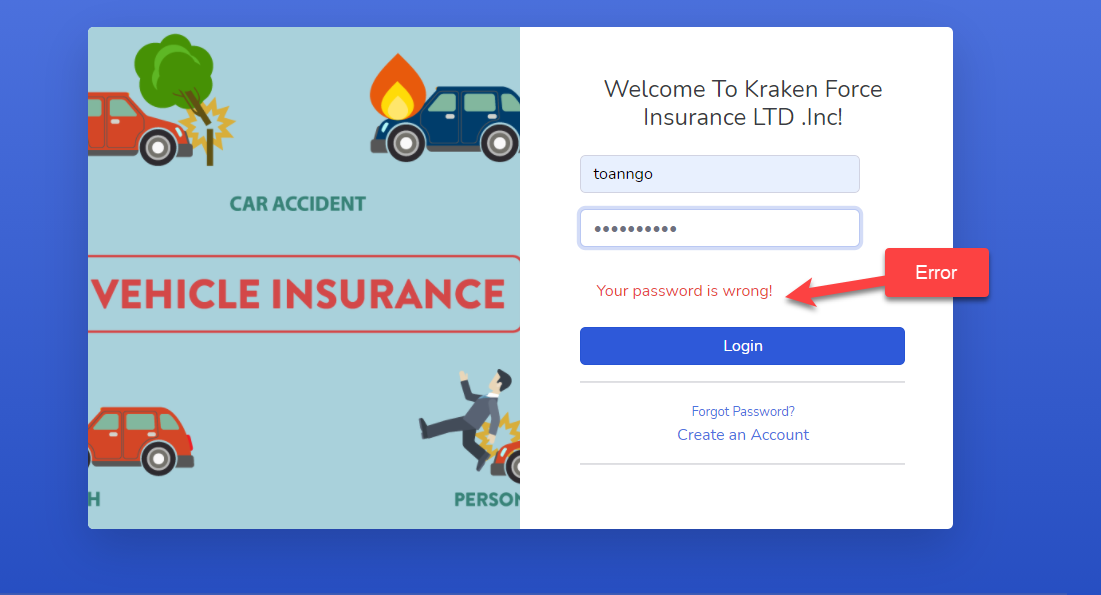 CAR ACCIDENT
VEHICLE INSURANCE
H
PERSON
Welcome To Kraken Force
Insurance LTD .Inc!
toanngo
••••••••••
Your password is wrong!
Error
Login
Forgot Password?
Create an Account